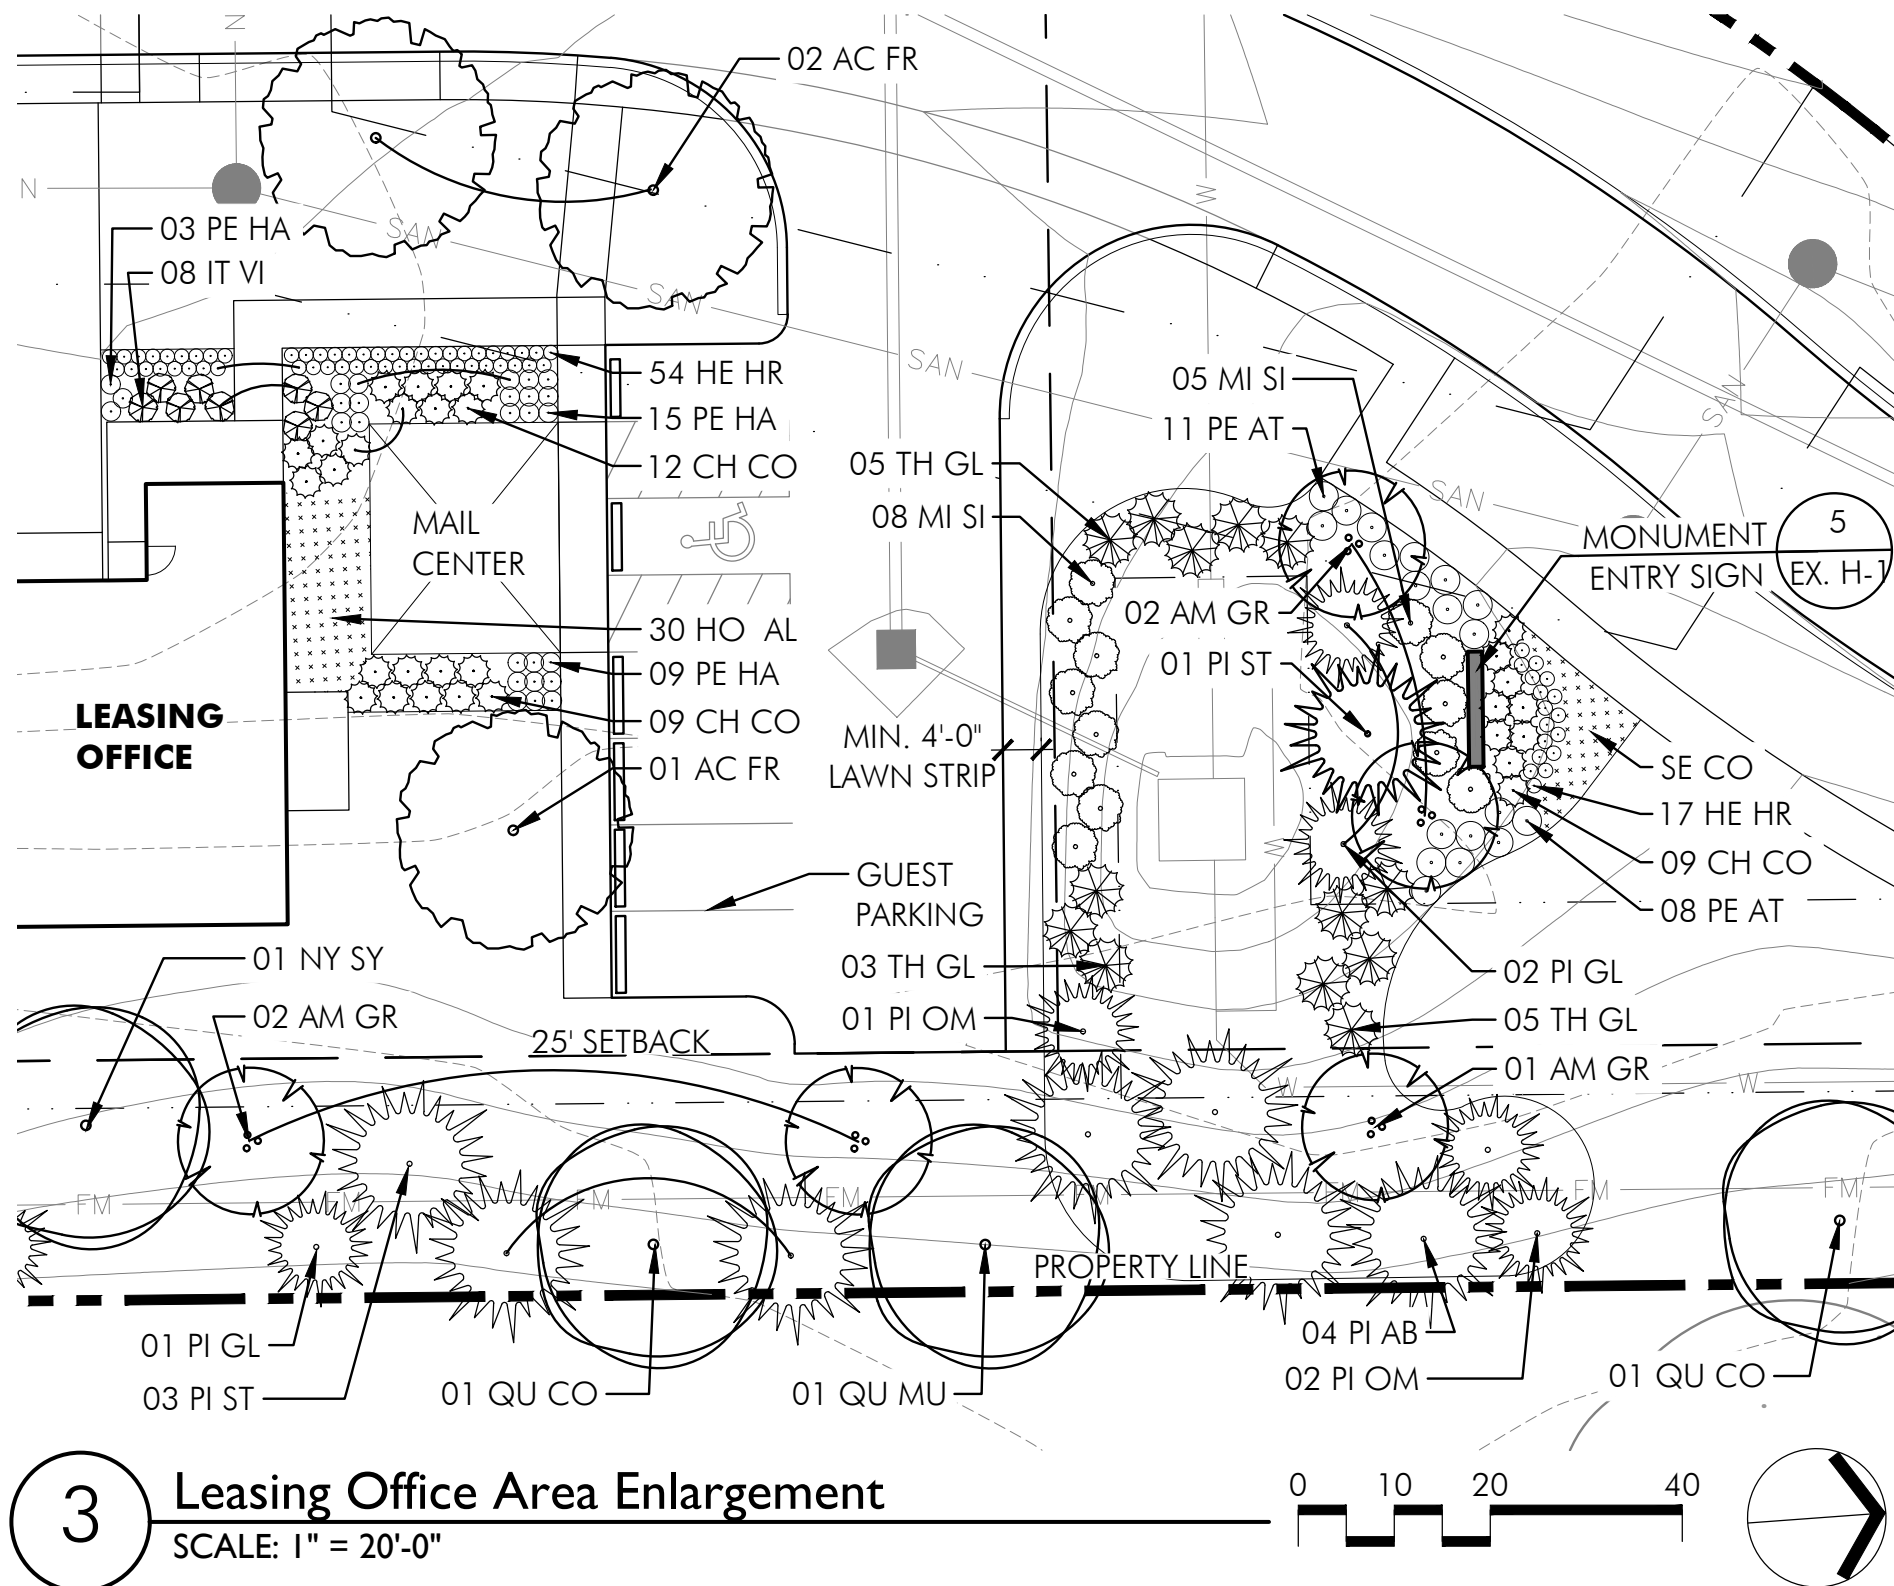 02 AC FR
N
N
SAN
03 PE HA
08 IT VI
W
SAN
SAN
SAN
54 HE HR
15 PE HA
12 CH CO
05 MI SI
11 PE AT
05 TH GL
08 MI SI
SAN
MAIL
CENTER
MONUMENT
ENTRY SIGN
5
EX. H-1
02 AM GR
30 HO AL
09 PE HA
01 PI ST
09 CH CO
01 AC FR
LEASING
OFFICE
MIN. 4'-0"
LAWN STRIP
SE CO
17 HE HR
09 CH CO
08 PE AT
W
GUEST
PARKING
01 NY SY
02 AM GR
03 TH GL
01 PI OM
02 PI GL
05 TH GL
01 AM GR
25' SETBACK
W
W
FM
FM
FM
FM
FM
FM
FM
PROPERTY LINE
01 PI GL
03 PI ST
01 QU CO
01 QU MU
04 PI AB
02 PI OM
01 QU CO
3
Leasing Office Area Enlargement
SCALE: 1" = 20'-0"
0 10 20 40